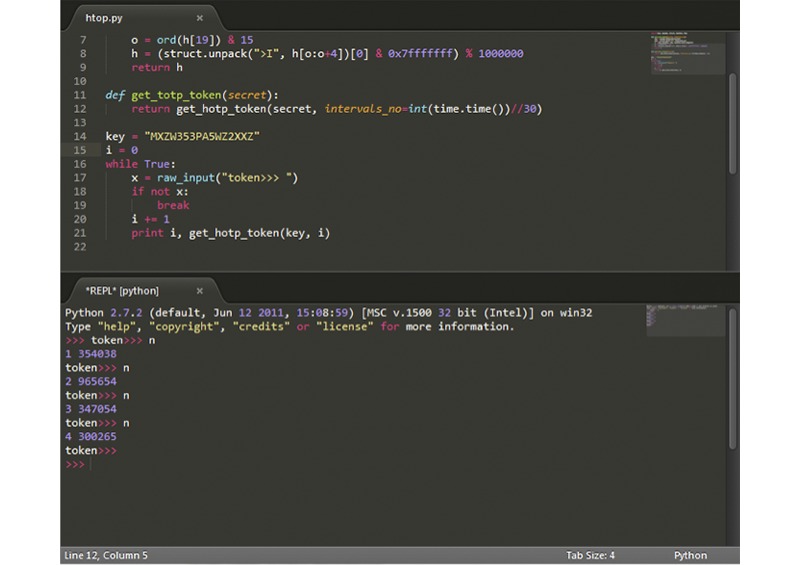 htop.py ×
7 o = ord(h[19]) & 15
8 h = (struct.unpack(">I", h[o:o+4])[0] & 0x7fffffff) % 1000000
9 return h
10
11 def get_totp_token(secret):
12 return get_hotp_token(secret, intervals_no=int(time.time())//30)
13
14 key = "MXZW353PA5WZ2XXZ"
15 i = 0
16 while True:
17 x = raw_input("token>>> ")
18 if not x:
19 break
20 i += 1
21 print i, get_hotp_token(key, i)
22
*REPL* [python] ×
Python 2.7.2 (default, Jun 12 2011, 15:08:59) [MSC v.1500 32 bit (Intel)] on win32
Type "help", "copyright", "credits" or "license" for more information.
>>> token>>> n
1 354038
token>>> n
2 965654
token>>> n
3 347054
token>>> n
4 300265
token>>>
>>>
Line 12, Column 5 Tab Size: 4 Python